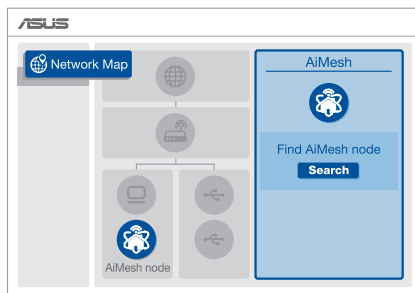 ASUS
Network Map
AiMesh
Find AiMesh node
Search
AiMesh node